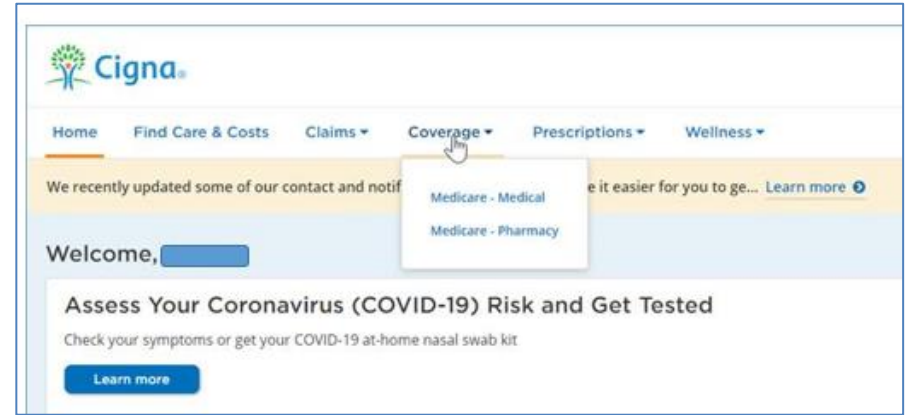 Cigna®
Home Find Care & Costs Claims Coverage Prescriptions Wellness
We recently updated some of our contact and notif e it easier for you to ge... Learn more
Medicare - Medical
Medicare - Pharmacy
Welcome,
Assess Your Coronavirus (COVID-19) Risk and Get Tested
Check your symptoms or get your COVID-19 at-home nasal swab kit
Learn more